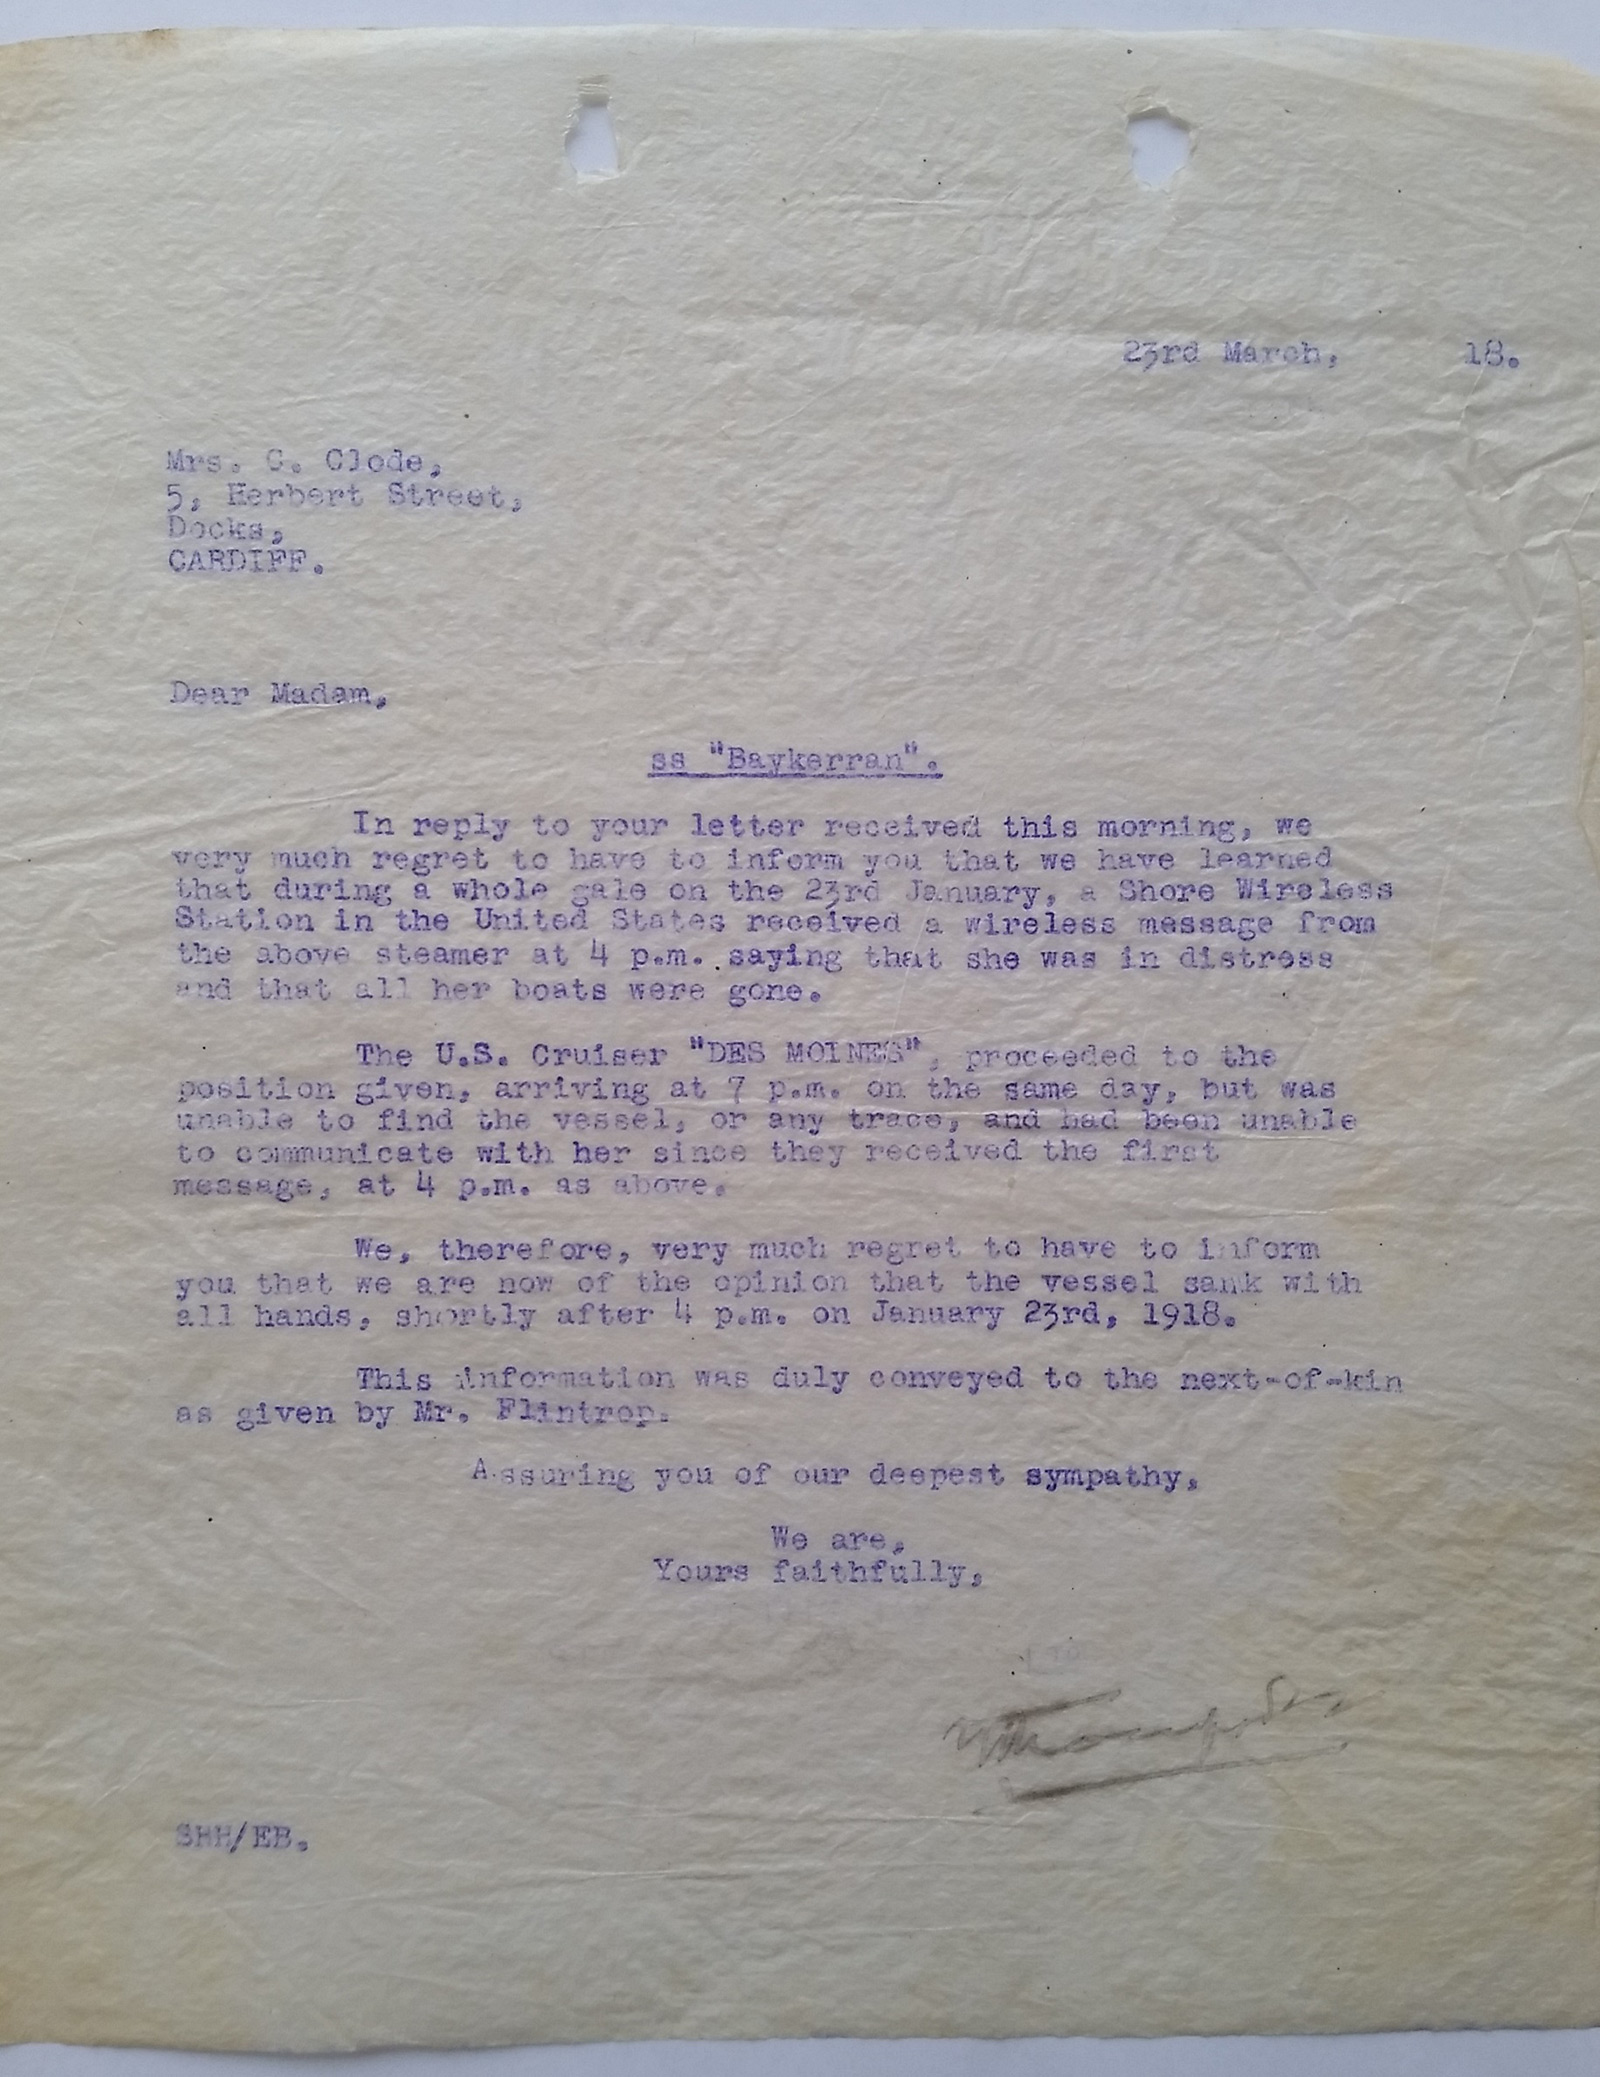 23rd March, 18.
Mrs. C. Clode,
5, Herbert Street,
Docks,
CARDIFF.
Dear Madam,
ss "Baykerran".
In reply to your letter received this morning, we
very much regret to have to inform you that we have learned
that during a whole gale on the 23rd January, a Shore Wireless
Station in the United States received a wireless message from
the above steamer at 4 p.m. saying that she was in distress
and that all her boats were gone.
The U.S. Cruiser "DES MOINES", proceeded to the
position given, arriving at 7 p.m. on the same day, but was
unable to find the vessel, or any trace, and had been unable
to communicate with her since they received the first
message, at 4 p.m. as above.
We, therefore, very much regret to have to inform
you that we are now of the opinion that the vessel sank with
all hands, shortly after 4 p.m. on January 23rd, 1918.
This information was duly conveyed to the next-of-kin
as given by Mr. Flintrop.
Assuring you of our deepest sympathy,
We are,
Yours faithfully,